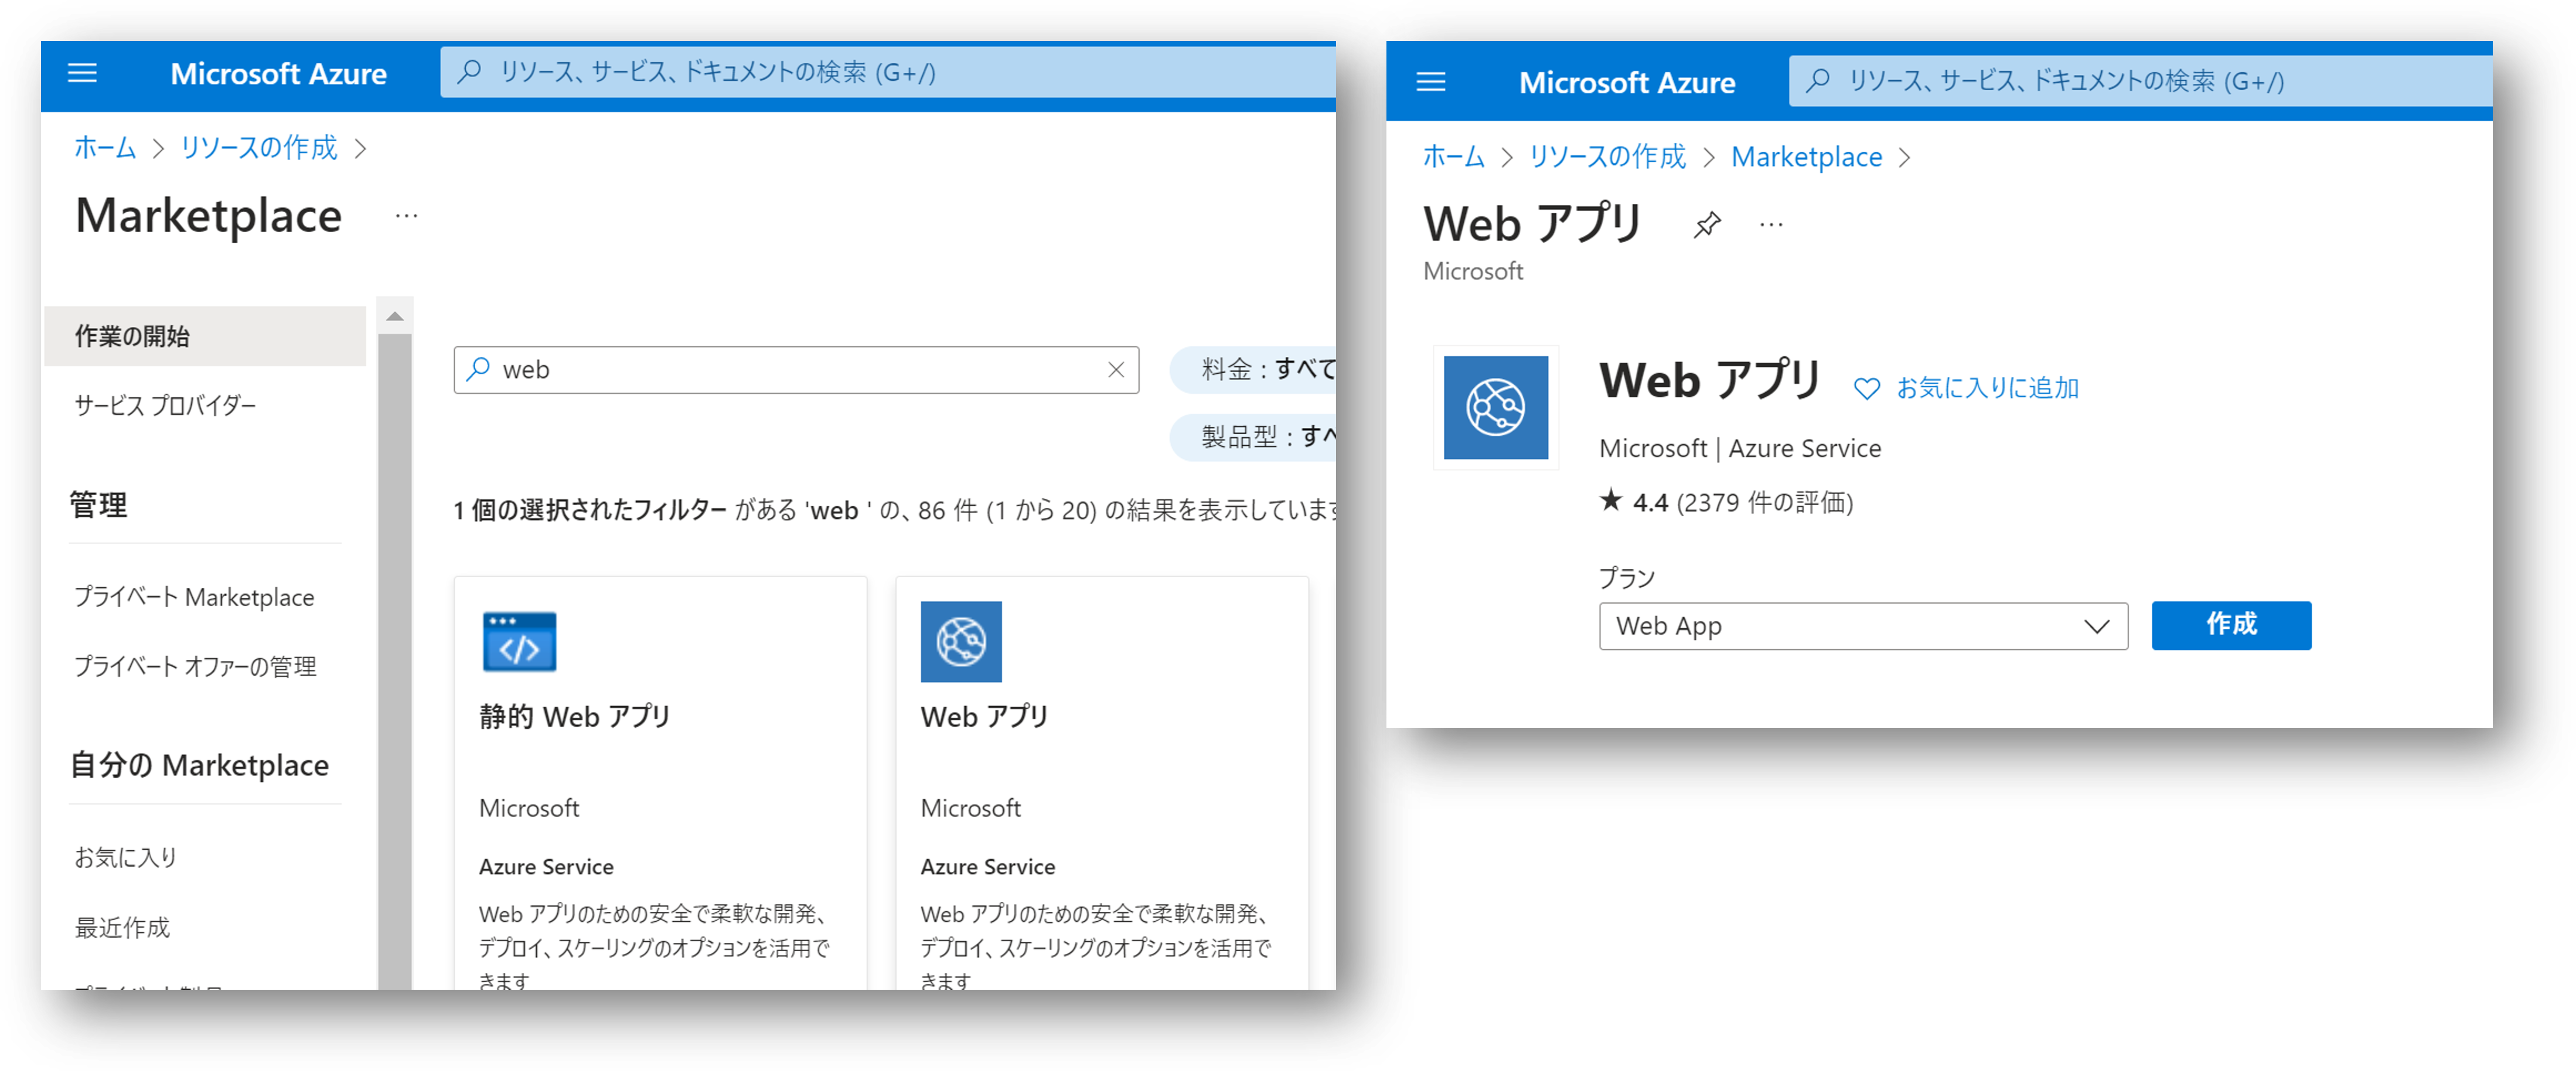 Microsoft Azure
リソース、サービス、ドキュメントの検索 (G+/)
ホーム > リソースの作成 >
Marketplace ...
作業の開始
サービス プロバイダー
管理
プライベート Marketplace
プライベート オファーの管理
自分の Marketplace
お気に入り
最近作成
web
料金 : すべて
製品型 : すべ
1 個の選択されたフィルター がある 'web ' の、86 件 (1 から 20) の結果を表示しています
静的 Web アプリ
Microsoft
Azure Service
Web アプリのための安全で柔軟な開発、
デプロイ、スケーリングのオプションを活用で
きます
Web アプリ
Microsoft
Azure Service
Web アプリのための安全で柔軟な開発、
デプロイ、スケーリングのオプションを活用で
きます
Microsoft Azure
リソース、サービス、ドキュメントの検索 (G+/)
ホーム > リソースの作成 > Marketplace >
Web アプリ ...
Microsoft
Web アプリ お気に入りに追加
Microsoft | Azure Service
★ 4.4 (2379 件の評価)
プラン
Web App
作成